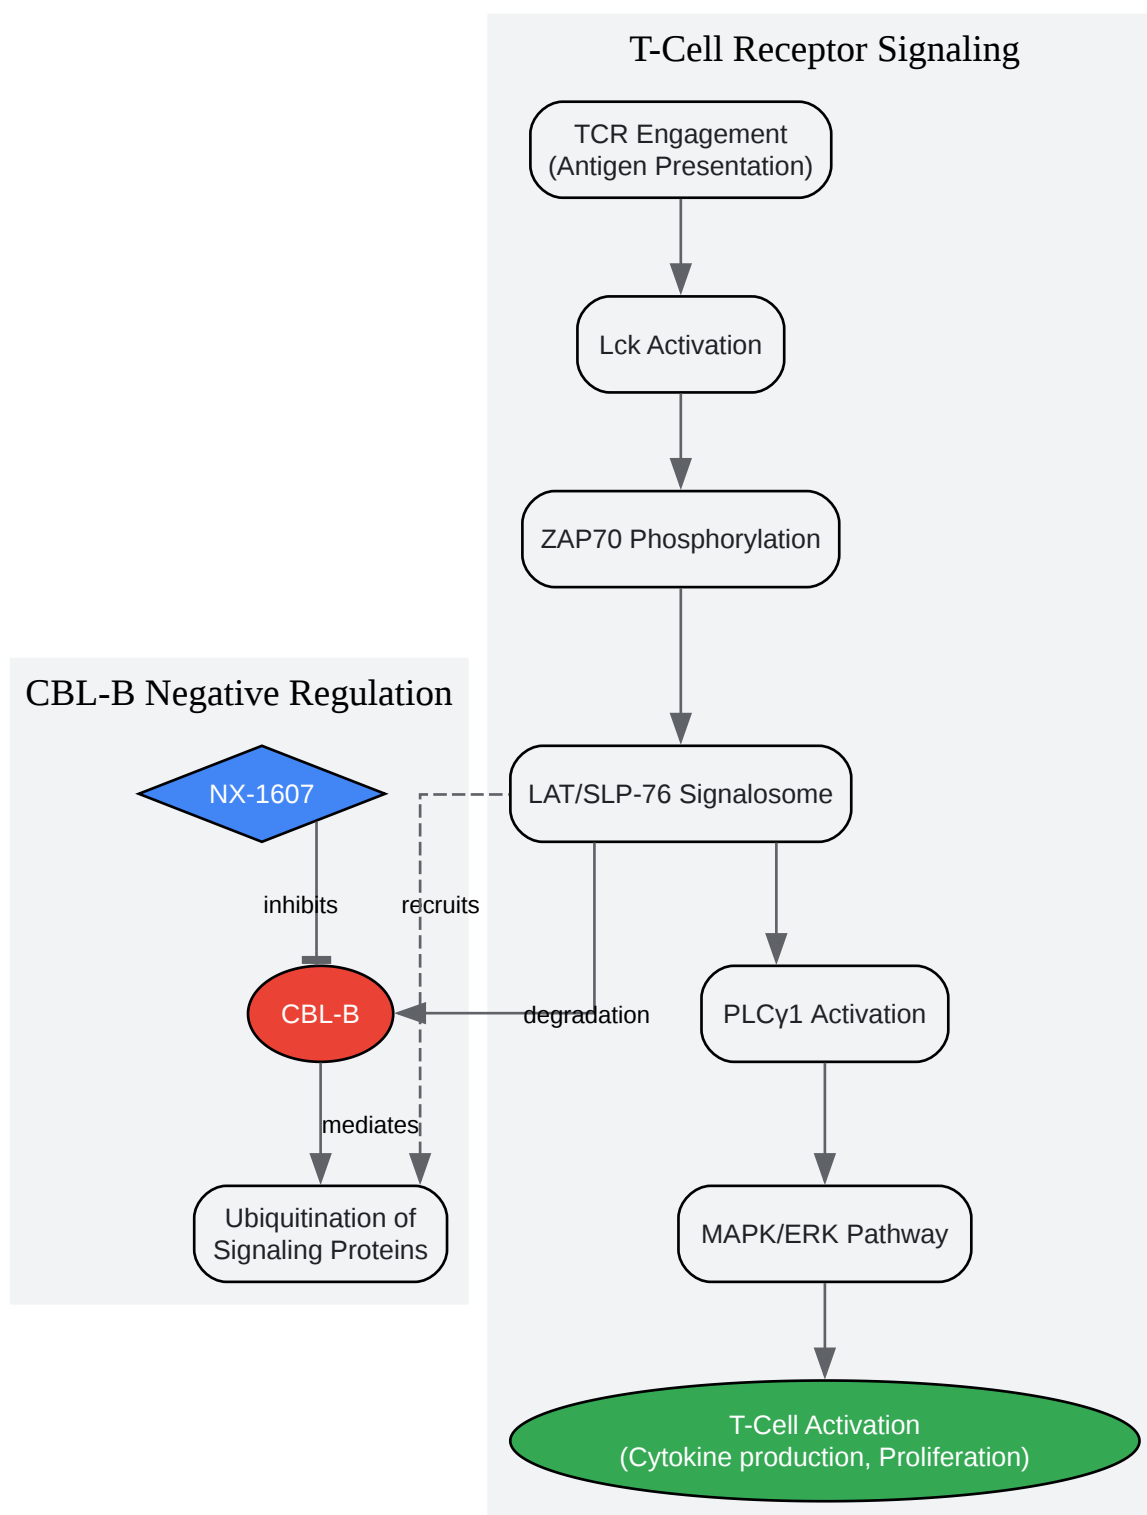 T-Cell Receptor Signaling
TCR Engagement
(Antigen Presentation)
Lck Activation
ZAP70 Phosphorylation
CBL-B Negative Regulation
NX-1607
LAT/SLP-76 Signalosome
inhibits
recruits
CBL-B
degradation
PLCγ1 Activation
mediates
Ubiquitination of
Signaling Proteins
MAPK/ERK Pathway
T-Cell Activation
(Cytokine production, Proliferation)